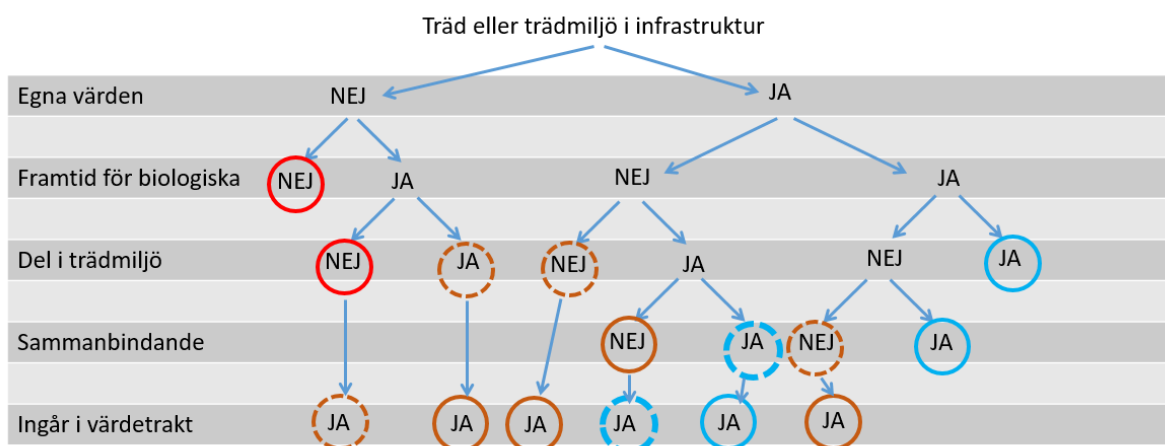 Träd eller trädmiljö i infrastruktur
Egna värden NEJ JA
Framtid för biologiska NEJ JA NEJ JA
Del i trädmiljö NEJ JA NEJ JA NEJ JA
Sammanbindande NEJ JA NEJ JA
Ingår i värdetrakt JA JA JA JA JA JA